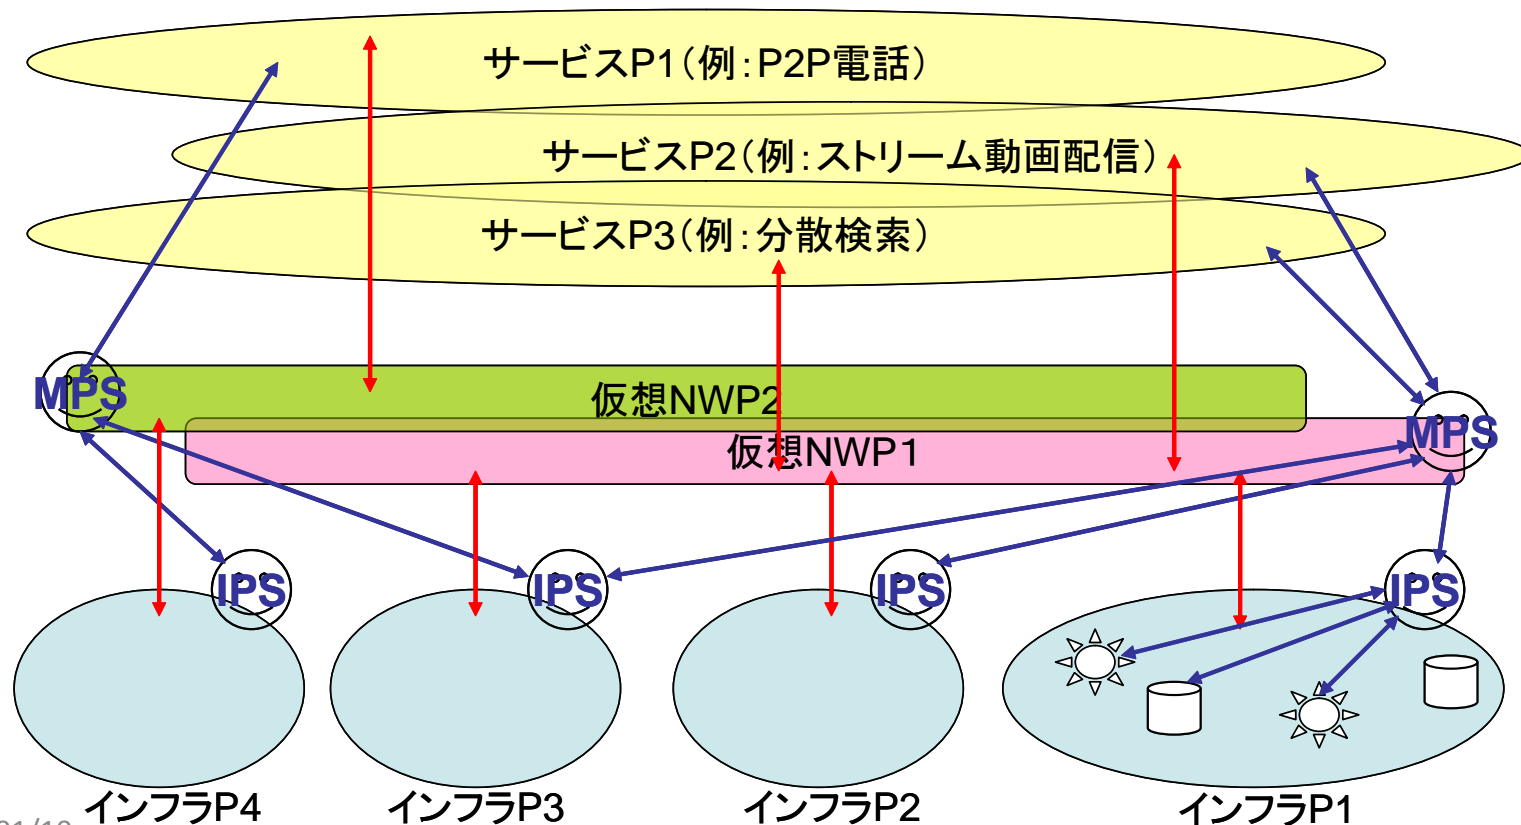 サービスP1(例:P2P電話)
サービスP2(例:ストリーム動画配信)
サービスP3(例:分散検索)
MPS
仮想NWP2
MPS
仮想NWP1
IPS
IPS
IPS
IPS
インフラP4
インフラP3
インフラP2
インフラP1